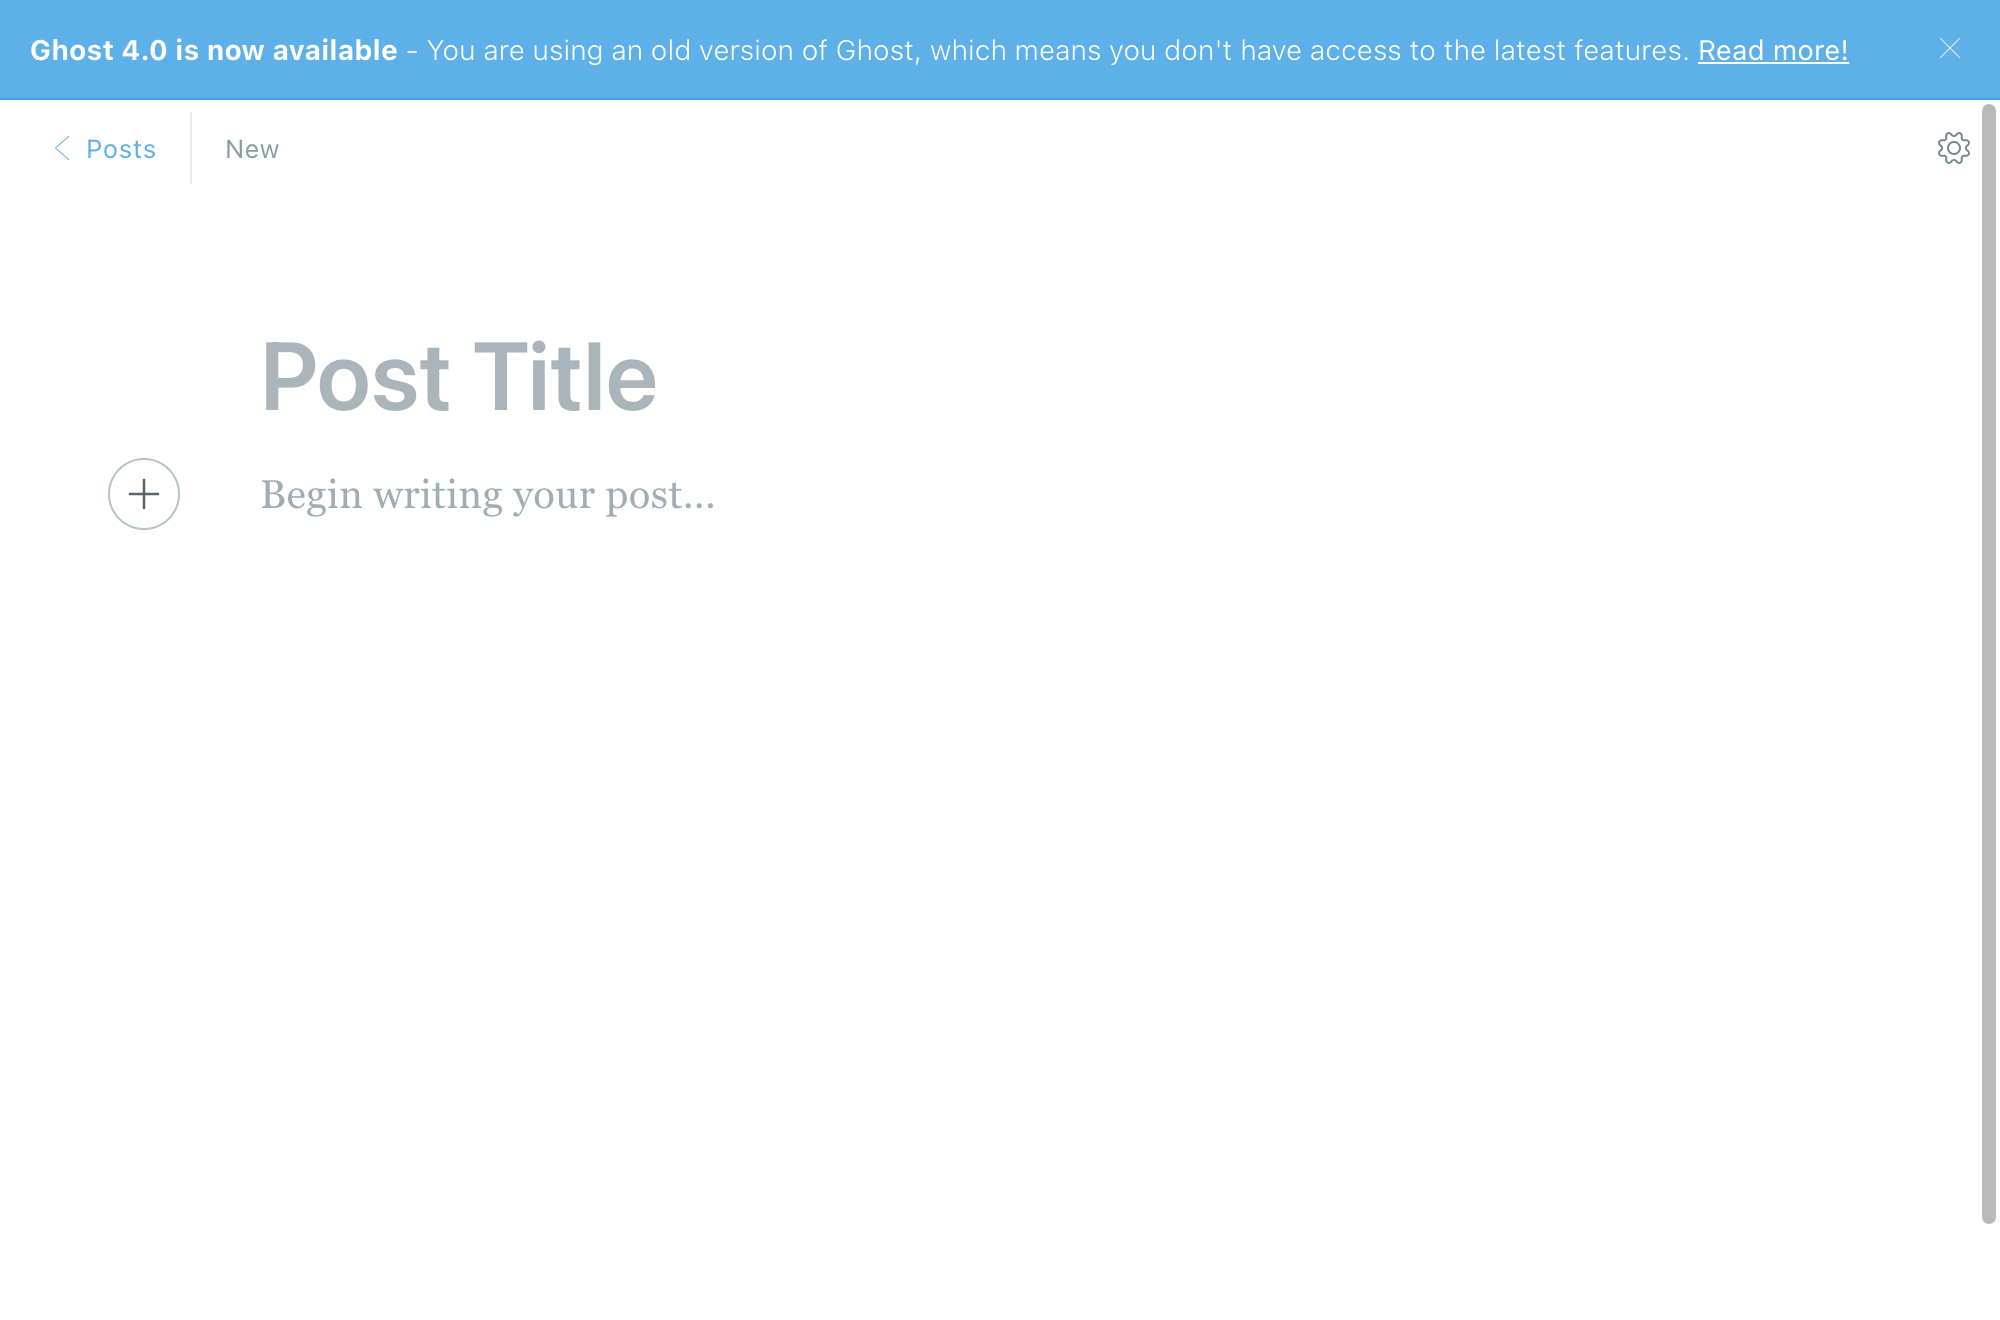 Ghost 4.0 is now available - You are using an old version of Ghost, which means you don't have access to the latest features. Read more!
Posts
New
Post Title
Begin writing your post...